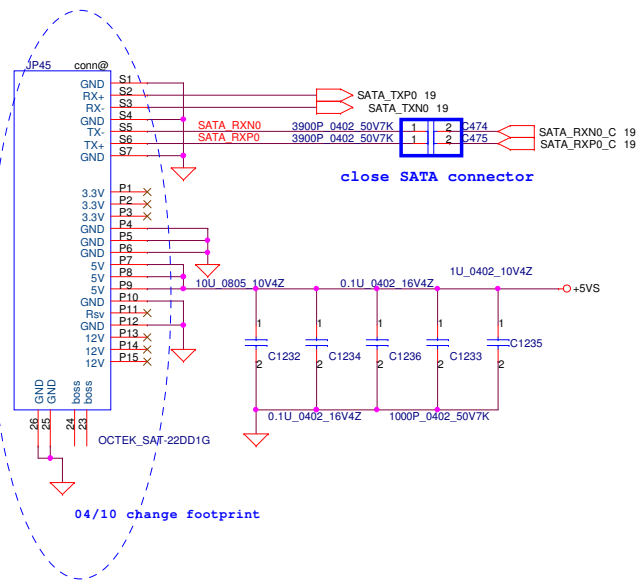 JP45 conn@
GND S1
RX+ S2 SATA_TXP0 19
RX- S3 SATA_TXN0 19
GND S4
TX- S5 SATA_RXN0 3900P_0402_50V7K 1 2 C474 SATA_RXN0_C 19
TX+ S6 SATA_RXP0 3900P_0402_50V7K 1 2 C475 SATA_RXP0_C 19
GND S7
close SATA connector
3.3V P1
3.3V P2
3.3V P3
GND P4
GND P5
GND P6
5V P7
5V P8
5V P9
10U_0805_10V4Z 0.1U_0402_16V4Z 1U_0402_10V4Z
+5VS
GND P10
Rsv P11
GND P12
12V P13
12V P14
12V P15
1 1 1 1 1
C1232 C1234 C1236 C1233 C1235
2 2 2 2 2
0.1U_0402_16V4Z 1000P_0402_50V7K
GND GND boss boss
26 25 24 23
OCTEK_SAT-22DD1G
04/10 change footprint